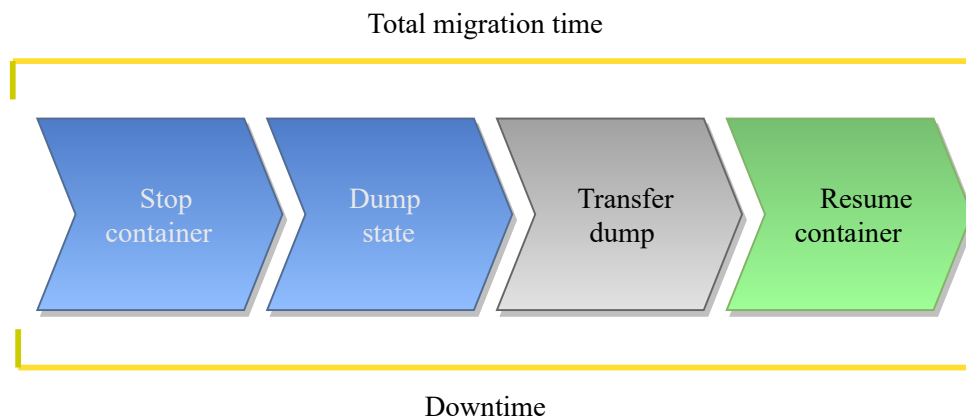 Total migration time
Stop
container
Dump
state
Transfer
dump
Resume
container
Downtime